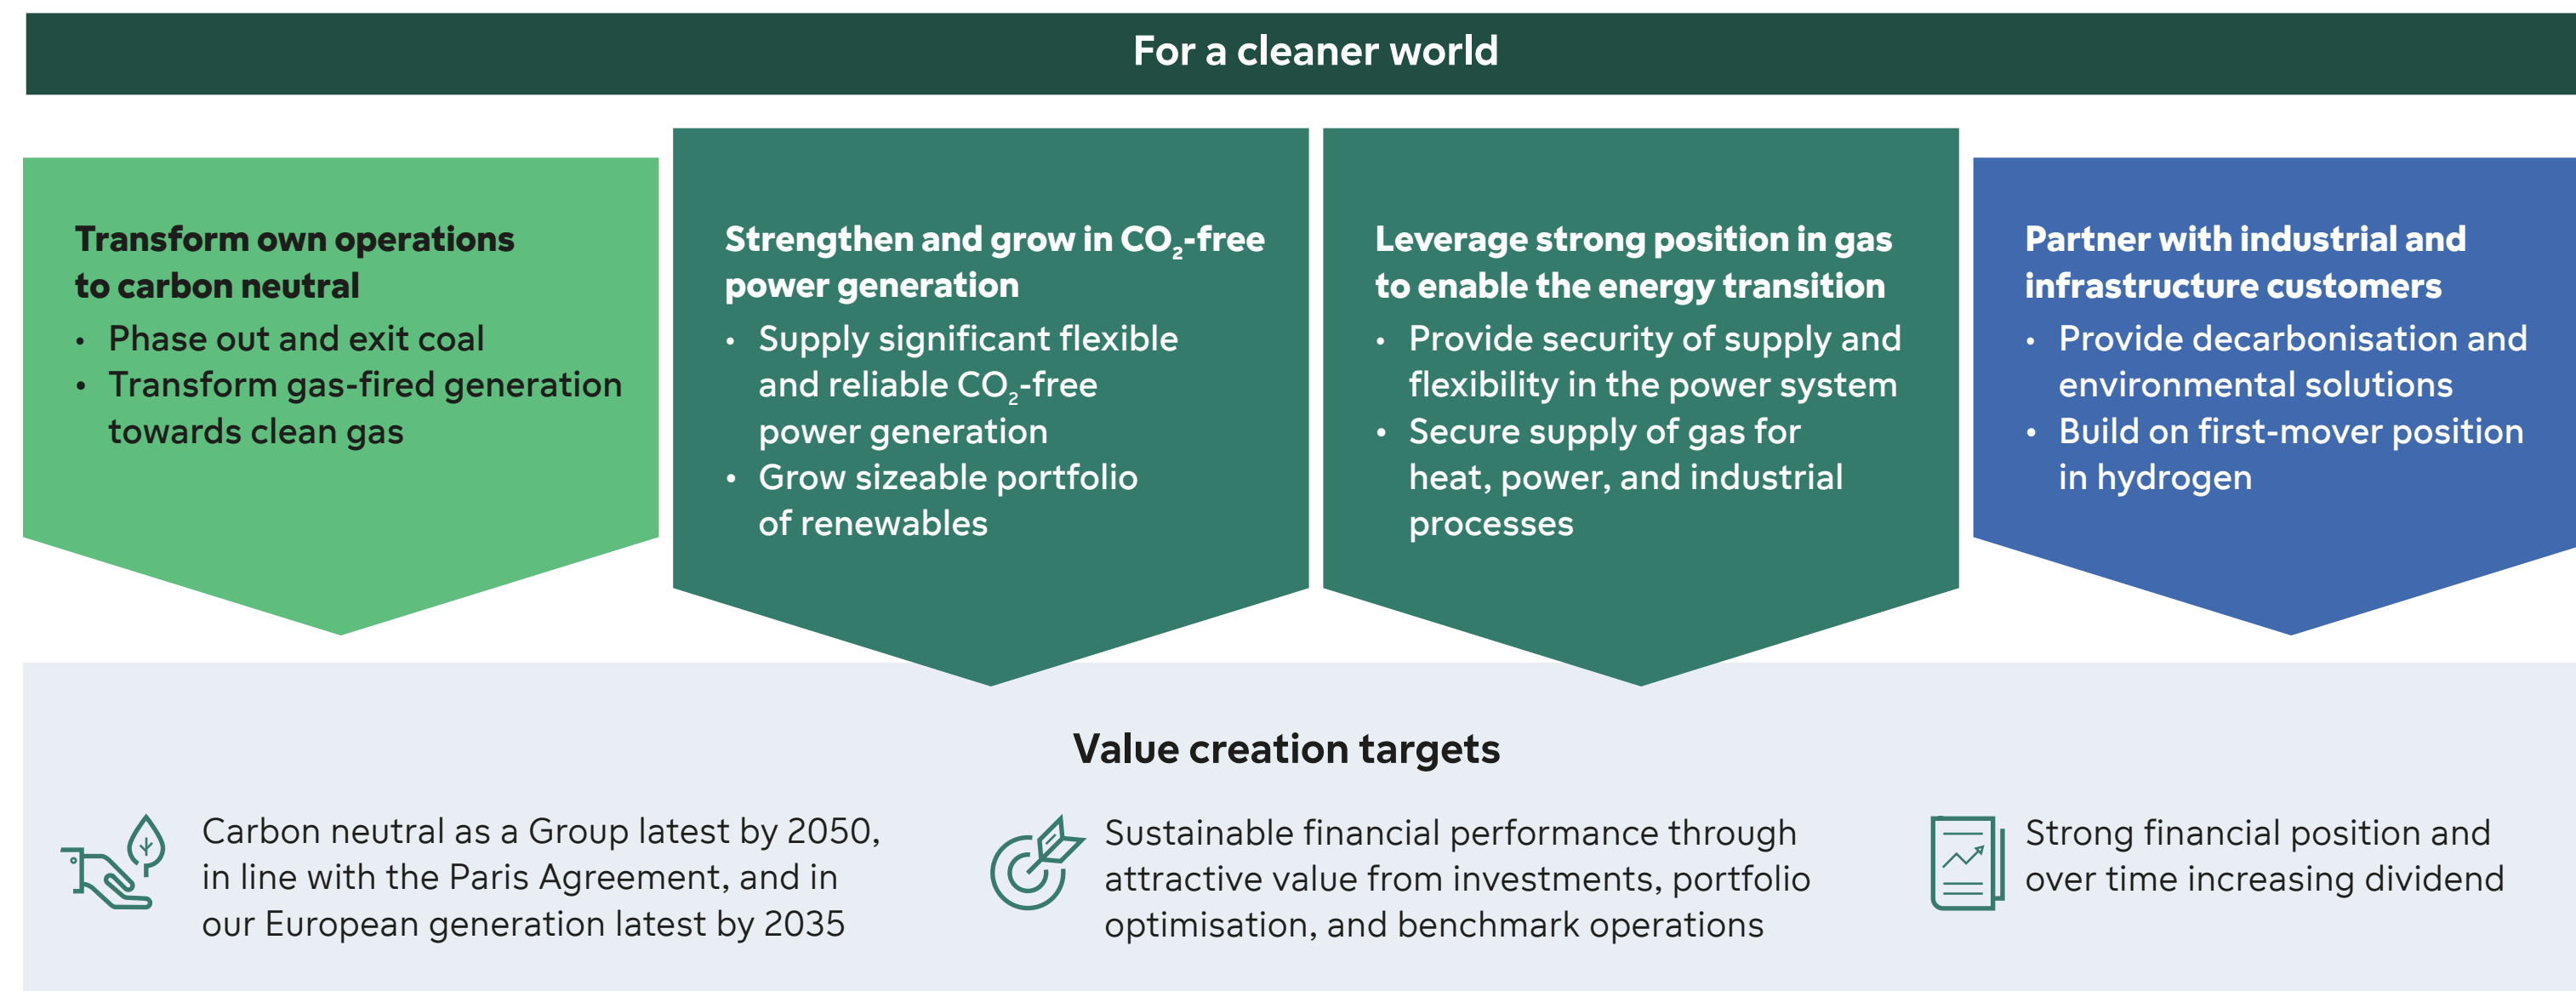 For a cleaner world
Transform own operations
to carbon neutral
• Phase out and exit coal
• Transform gas-fired generation
towards clean gas
Strengthen and grow in CO₂-free
power generation
• Supply significant flexible
and reliable CO₂-free
power generation
• Grow sizeable portfolio
of renewables
Leverage strong position in gas
to enable the energy transition
• Provide security of supply and
flexibility in the power system
• Secure supply of gas for
heat, power, and industrial
processes
Partner with industrial and
infrastructure customers
• Provide decarbonisation and
environmental solutions
• Build on first-mover position
in hydrogen
Value creation targets
Carbon neutral as a Group latest by 2050,
in line with the Paris Agreement, and in
our European generation latest by 2035
Sustainable financial performance through
attractive value from investments, portfolio
optimisation, and benchmark operations
Strong financial position and
over time increasing dividend